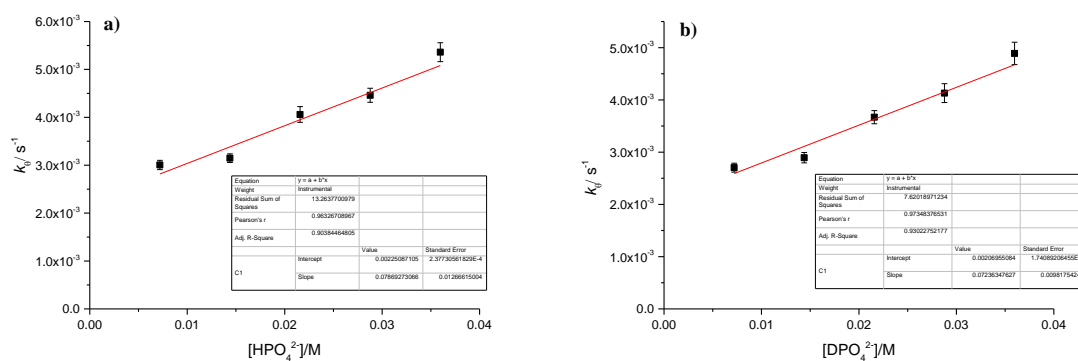 a)
6.0x10⁻³
5.0x10⁻³
4.0x10⁻³
3.0x10⁻³
2.0x10⁻³
1.0x10⁻³
0.0
kθ/ s⁻¹
0.00 0.01 0.02 0.03 0.04
[HPO₄²⁻]/M
Equation y = a + b*x
Weight Instrumental
Residual Sum of Squares 13.2637700979
Pearson's r 0.96326708967
Adj. R-Square 0.90384464805
Value Standard Error
C1 Intercept 0.00225087105 2.37730561829E-4
Slope 0.07869273066 0.01266615004
b)
5.0x10⁻³
4.0x10⁻³
3.0x10⁻³
2.0x10⁻³
1.0x10⁻³
0.0
kθ/ s⁻¹
0.00 0.01 0.02 0.03 0.04
[DPO₄²⁻]/M
Equation y = a + b*x
Weight Instrumental
Residual Sum of Squares 7.62018971234
Pearson's r 0.97348376531
Adj. R-Square 0.93022752177
Value Standard Error
C1 Intercept 0.00206955084 1.74089206455E
Slope 0.07236347627 0.009817542